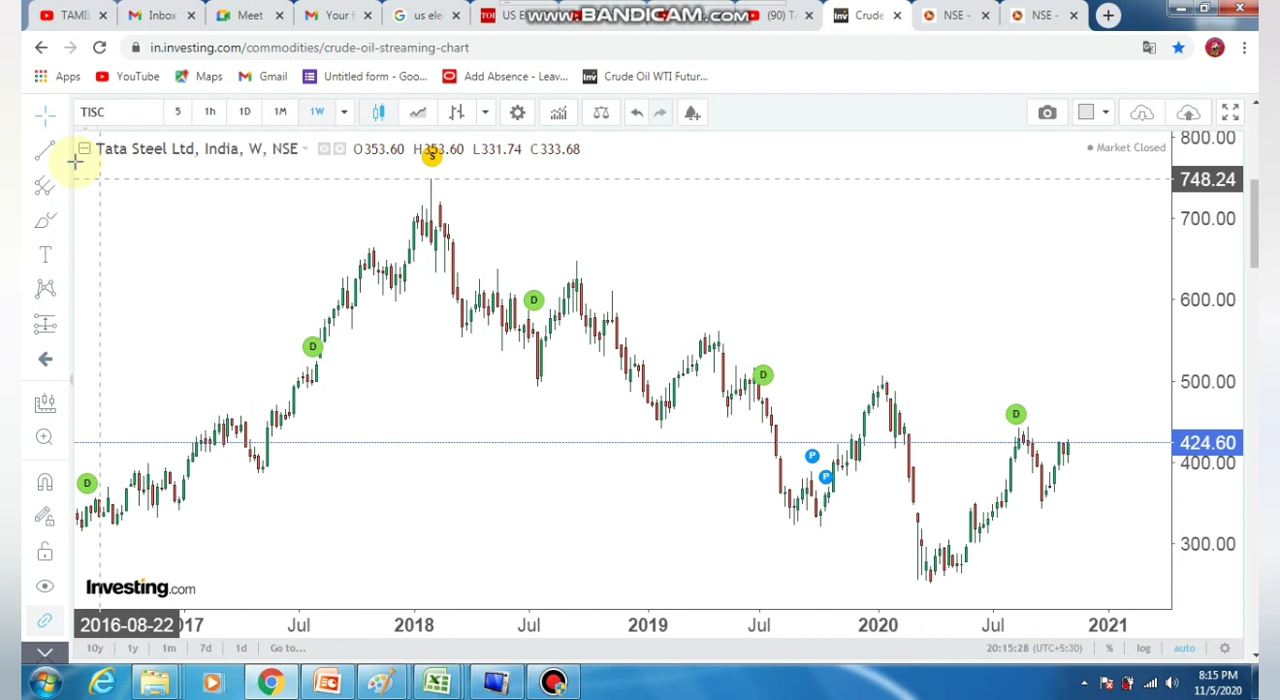 TAMIL
Inbox
Meet
Your f
us ele
US E
www.BANDICAM.com
(90) T
Crude
NSE -
NSE -
in.investing.com/commodities/crude-oil-streaming-chart
Apps YouTube Maps Gmail Untitled form - Goo... Add Absence - Leav... Crude Oil WTI Futur...
TISC 5 1h 1D 1M 1W
Tata Steel Ltd, India, W, NSE O353.60 H353.60 L331.74 C333.68
Market Closed
800.00
748.24
700.00
600.00
500.00
424.60
400.00
300.00
S
D
D
D
D
D
P
P
Investing.com
2016-08-22 017 Jul 2018 Jul 2019 Jul 2020 Jul 2021
10y 1y 1m 7d 1d Go to... 20:15:28 (UTC+5:30) % log auto
8:15 PM
11/5/2020